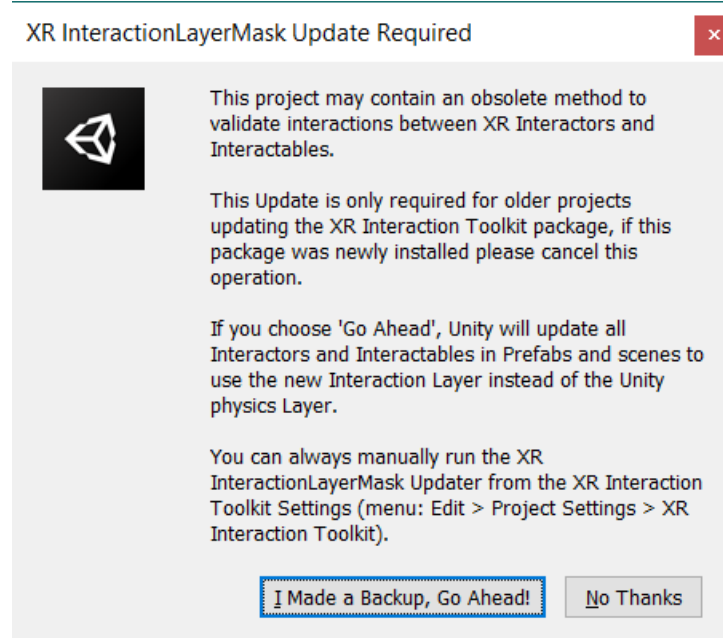 XR InteractionLayerMask Update Required
This project may contain an obsolete method to
validate interactions between XR Interactors and
Interactables.
This Update is only required for older projects
updating the XR Interaction Toolkit package, if this
package was newly installed please cancel this
operation.
If you choose 'Go Ahead', Unity will update all
Interactors and Interactables in Prefabs and scenes to
use the new Interaction Layer instead of the Unity
physics Layer.
You can always manually run the XR
InteractionLayerMask Updater from the XR Interaction
Toolkit Settings (menu: Edit > Project Settings > XR
Interaction Toolkit).
I Made a Backup, Go Ahead! No Thanks